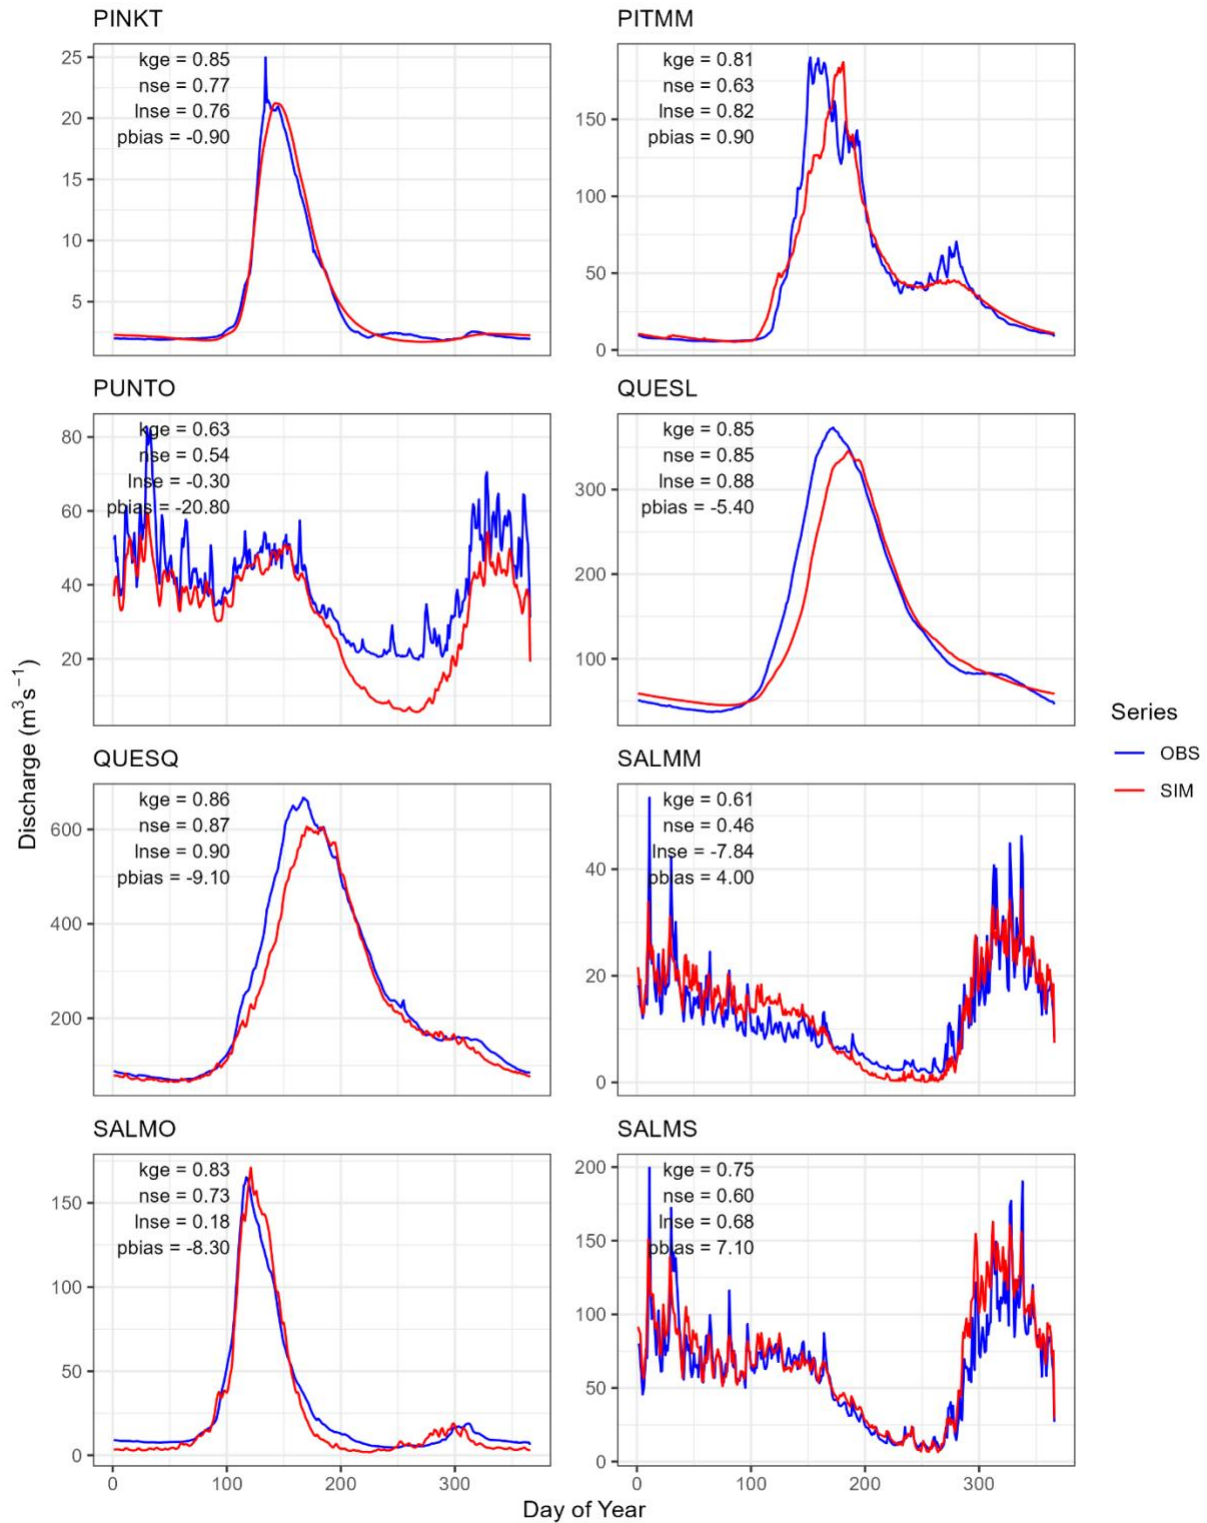 PINKT
25
20
15
10
5
kge = 0.85
nse = 0.77
lnse = 0.76
pbias = -0.90
PITMM
150
100
50
0
kge = 0.81
nse = 0.63
lnse = 0.82
pbias = 0.90
PUNTO
80
60
40
20
kge = 0.63
nse = 0.54
lnse = -0.30
pbias = -20.80
QUESL
300
200
100
kge = 0.85
nse = 0.85
lnse = 0.88
pbias = -5.40
QUESQ
600
400
200
kge = 0.86
nse = 0.87
lnse = 0.90
pbias = -9.10
SALMM
40
20
0
kge = 0.61
nse = 0.46
lnse = -7.84
pbias = 4.00
SALMO
150
100
50
0
kge = 0.83
nse = 0.73
lnse = 0.18
pbias = -8.30
0 100 200 300
SALMS
200
150
100
50
0
kge = 0.75
nse = 0.60
lnse = 0.68
pbias = 7.10
0 100 200 300
Day of Year
Discharge (m³s⁻¹)
Series
OBS
SIM